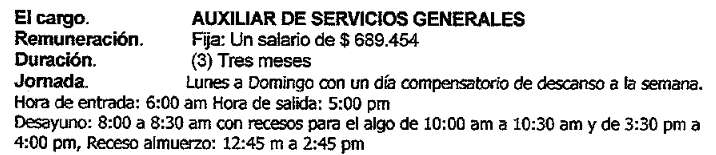 El cargo. AUXILIAR DE SERVICIOS GENERALES
Remuneración. Fija: Un salario de $ 689.454
Duración. (3) Tres meses
Jornada. Lunes a Domingo con un día compensatorio de descanso a la semana.
Hora de entrada: 6:00 am Hora de salida: 5:00 pm
Desayuno: 8:00 a 8:30 am con recesos para el algo de 10:00 am a 10:30 am y de 3:30 pm a
4:00 pm, Receso almuerzo: 12:45 m a 2:45 pm